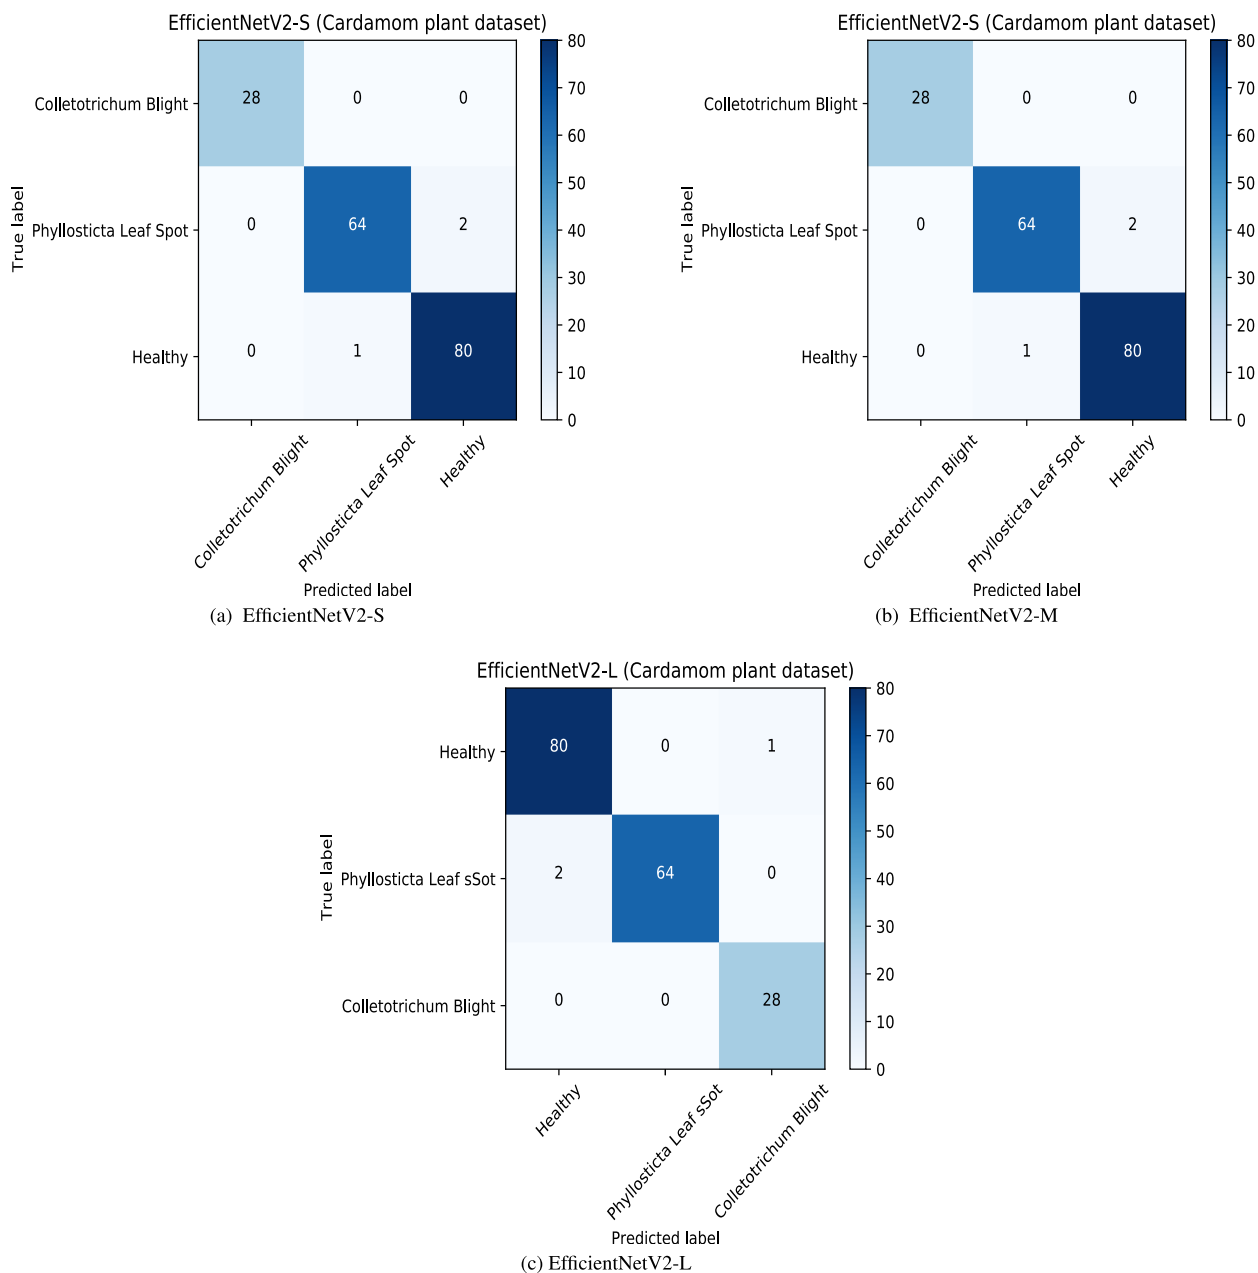 EfficientNetV2-S (Cardamom plant dataset)
80
70
60
50
40
30
20
10
0
True label
Colletotrichum Blight
28 0 0
Phyllosticta Leaf Spot
0 64 2
Healthy
0 1 80
Colletotrichum Blight
Phyllosticta Leaf Spot
Healthy
Predicted label
(a) EfficientNetV2-S
EfficientNetV2-S (Cardamom plant dataset)
80
70
60
50
40
30
20
10
0
True label
Colletotrichum Blight
28 0 0
Phyllosticta Leaf Spot
0 64 2
Healthy
0 1 80
Colletotrichum Blight
Phyllosticta Leaf Spot
Healthy
Predicted label
(b) EfficientNetV2-M
EfficientNetV2-L (Cardamom plant dataset)
80
70
60
50
40
30
20
10
0
True label
Healthy
80 0 1
Phyllosticta Leaf sSot
2 64 0
Colletotrichum Blight
0 0 28
Healthy
Phyllosticta Leaf sSot
Colletotrichum Blight
Predicted label
(c) EfficientNetV2-L